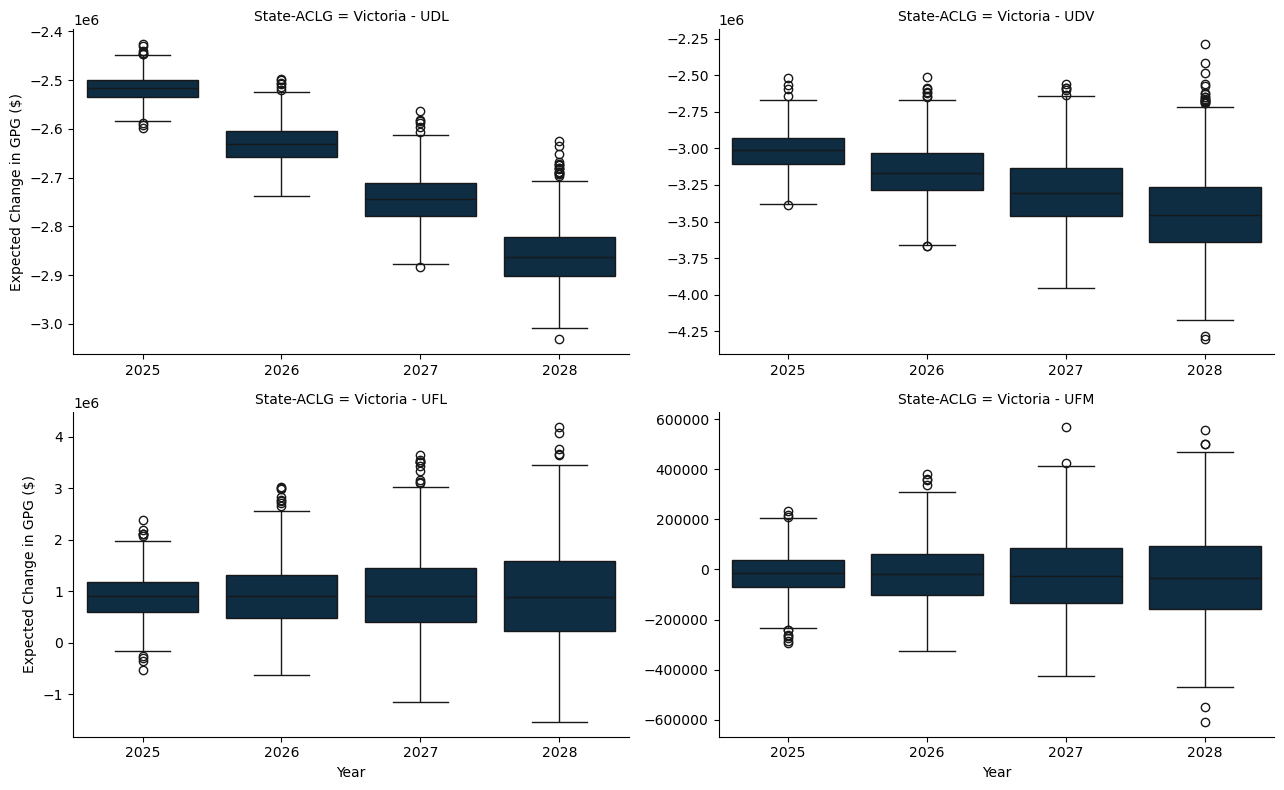 State-ACLG = Victoria - UDL
1e6
Expected Change in GPG ($)
−2.4
−2.5
−2.6
−2.7
−2.8
−2.9
−3.0
2025 2026 2027 2028
State-ACLG = Victoria - UDV
1e6
−2.25
−2.50
−2.75
−3.00
−3.25
−3.50
−3.75
−4.00
−4.25
2025 2026 2027 2028
State-ACLG = Victoria - UFL
1e6
Expected Change in GPG ($)
4
3
2
1
0
−1
2025 2026 2027 2028
Year
State-ACLG = Victoria - UFM
600000
400000
200000
0
−200000
−400000
−600000
2025 2026 2027 2028
Year